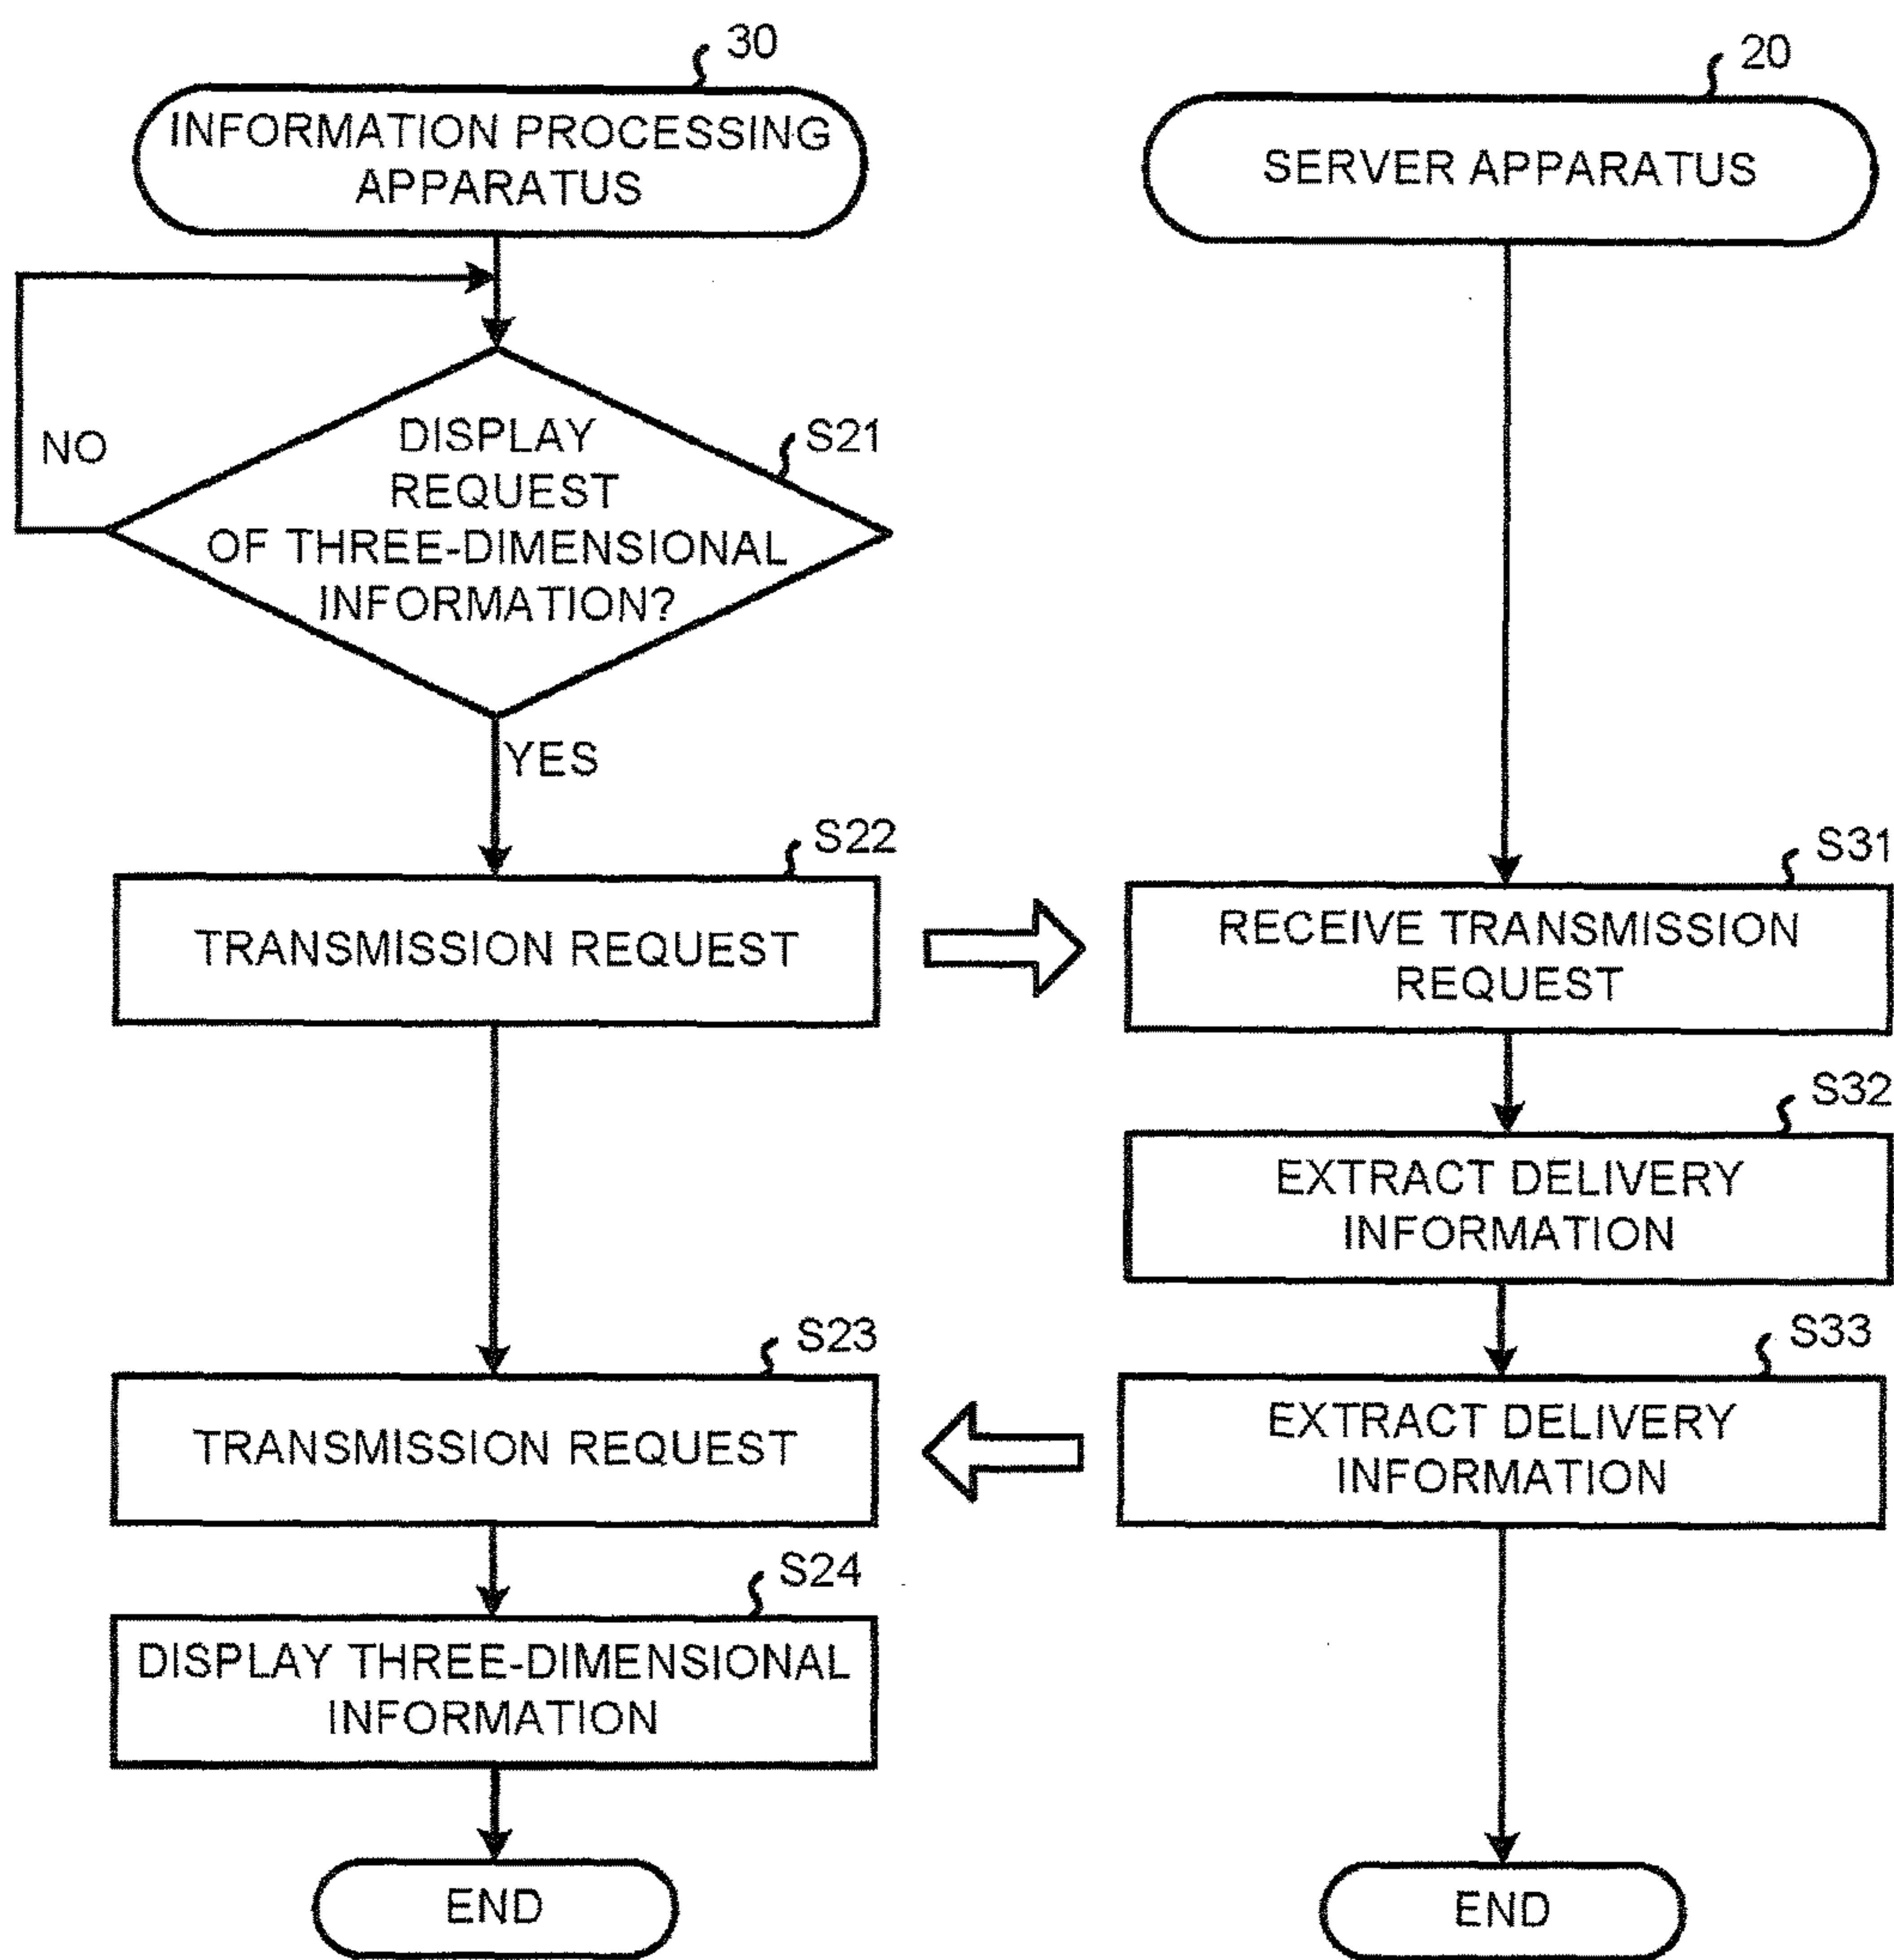 30
INFORMATION PROCESSING
APPARATUS
20
SERVER APPARATUS
NO
DISPLAY
REQUEST
OF THREE-DIMENSIONAL
INFORMATION?
S21
YES
S22
TRANSMISSION REQUEST
S31
RECEIVE TRANSMISSION
REQUEST
S32
EXTRACT DELIVERY
INFORMATION
S23
TRANSMISSION REQUEST
S33
EXTRACT DELIVERY
INFORMATION
S24
DISPLAY THREE-DIMENSIONAL
INFORMATION
END
END